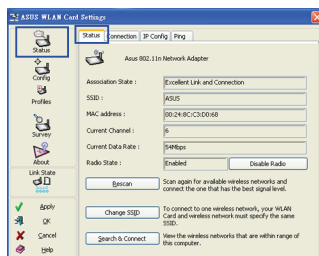 ASUS WLAN Card Settings
Status
Config
Profiles
Survey
About
Link State
Apply
OK
Cancel
Help
Status Connection IP Config Ping
Asus 802.11n Network Adapter
Association State : Excellent Link and Connection
SSID : ASUS
MAC address : 00:24:8C:C3:D0:68
Current Channel : 6
Current Data Rate : 54Mbps
Radio State : Enabled Disable Radio
Rescan
Scan again for available wireless networks and
connect the one that has the best signal level.
Change SSID
To connect to one wireless network, your WLAN
Card and wireless network must specify the same
SSID.
Search & Connect
View the wireless networks that are within range of
this computer.